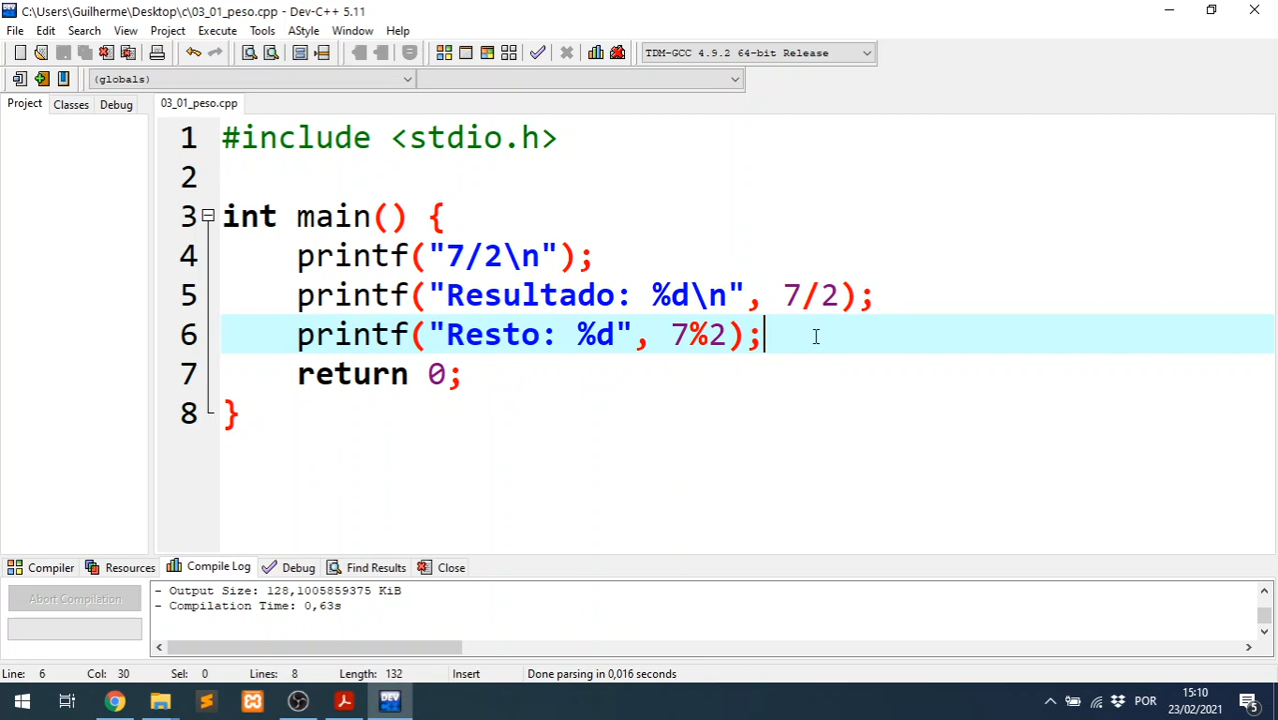 C:\Users\Guilherme\Desktop\c\03_01_peso.cpp - Dev-C++ 5.11
File Edit Search View Project Execute Tools AStyle Window Help
TDM-GCC 4.9.2 64-bit Release
(globals)
Project Classes Debug 03_01_peso.cpp
1 #include <stdio.h>
2
3 int main() {
4 printf("7/2\n");
5 printf("Resultado: %d\n", 7/2);
6 printf("Resto: %d", 7%2);
7 return 0;
8 }
Compiler Resources Compile Log Debug Find Results Close
Abort Compilation
- Output Size: 128,1005859375 KiB
- Compilation Time: 0,63s
Line: 6 Col: 30 Sel: 0 Lines: 8 Length: 132 Insert Done parsing in 0,016 seconds
DEV
POR
15:10
23/02/2021
5